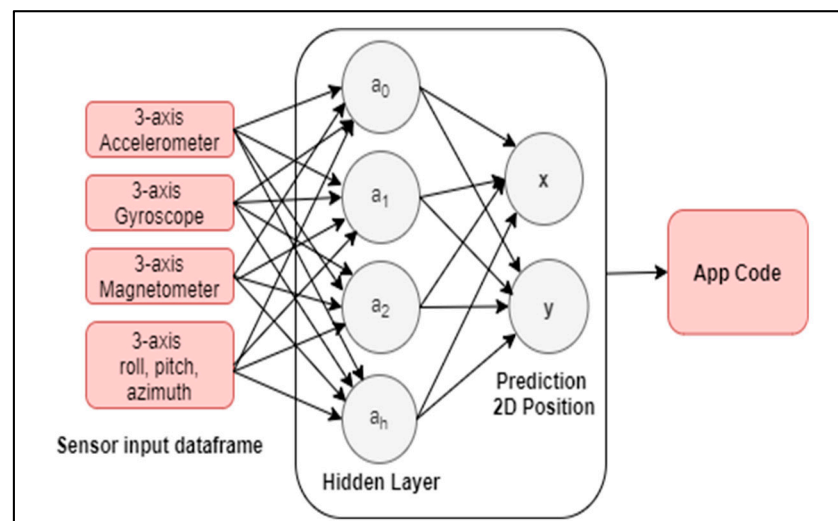 3-axis
Accelerometer
3-axis
Gyroscope
3-axis
Magnetometer
3-axis
roll, pitch,
azimuth
Sensor input dataframe
a0
a1
a2
ah
Hidden Layer
x
y
Prediction
2D Position
App Code